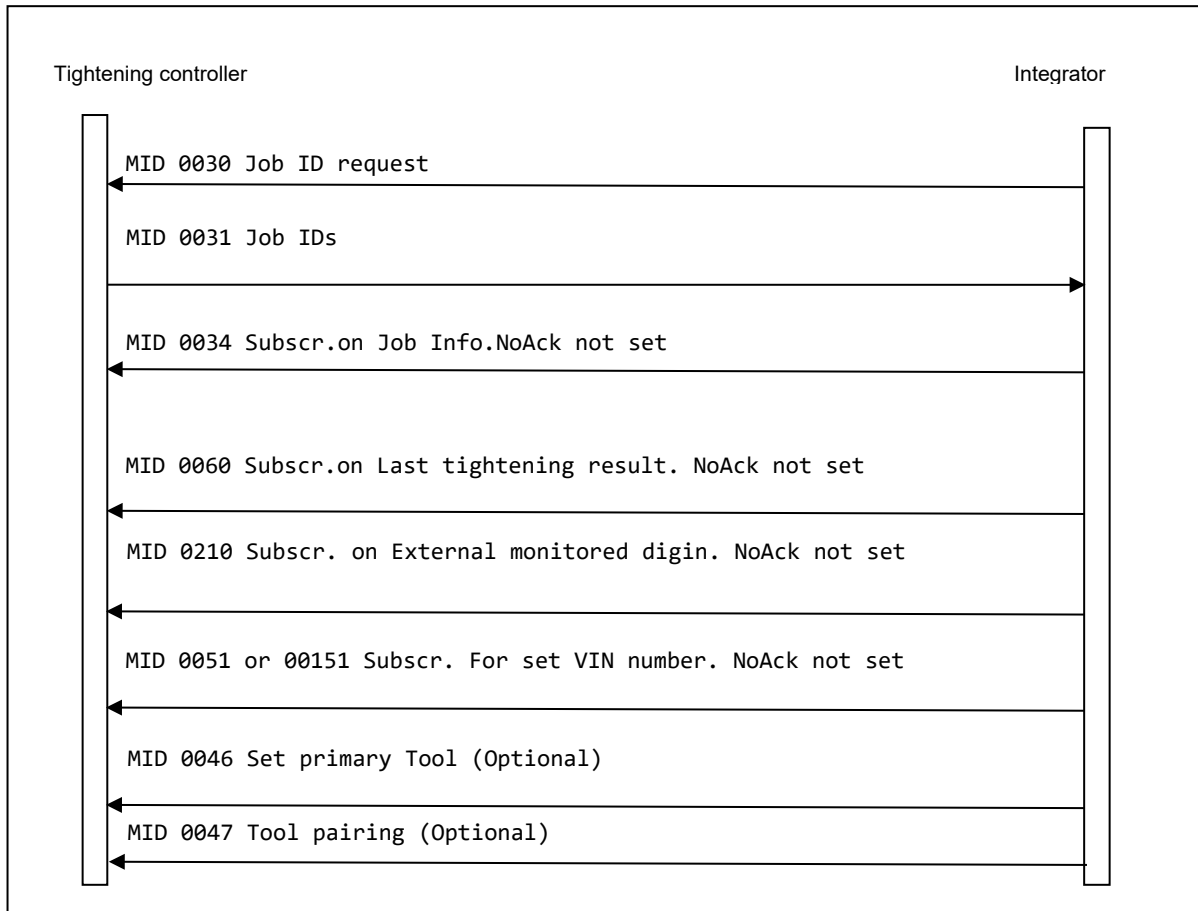 Tightening controller
Integrator
MID 0030 Job ID request
MID 0031 Job IDs
MID 0034 Subscr.on Job Info.NoAck not set
MID 0060 Subscr.on Last tightening result. NoAck not set
MID 0210 Subscr. on External monitored digin. NoAck not set
MID 0051 or 00151 Subscr. For set VIN number. NoAck not set
MID 0046 Set primary Tool (Optional)
MID 0047 Tool pairing (Optional)